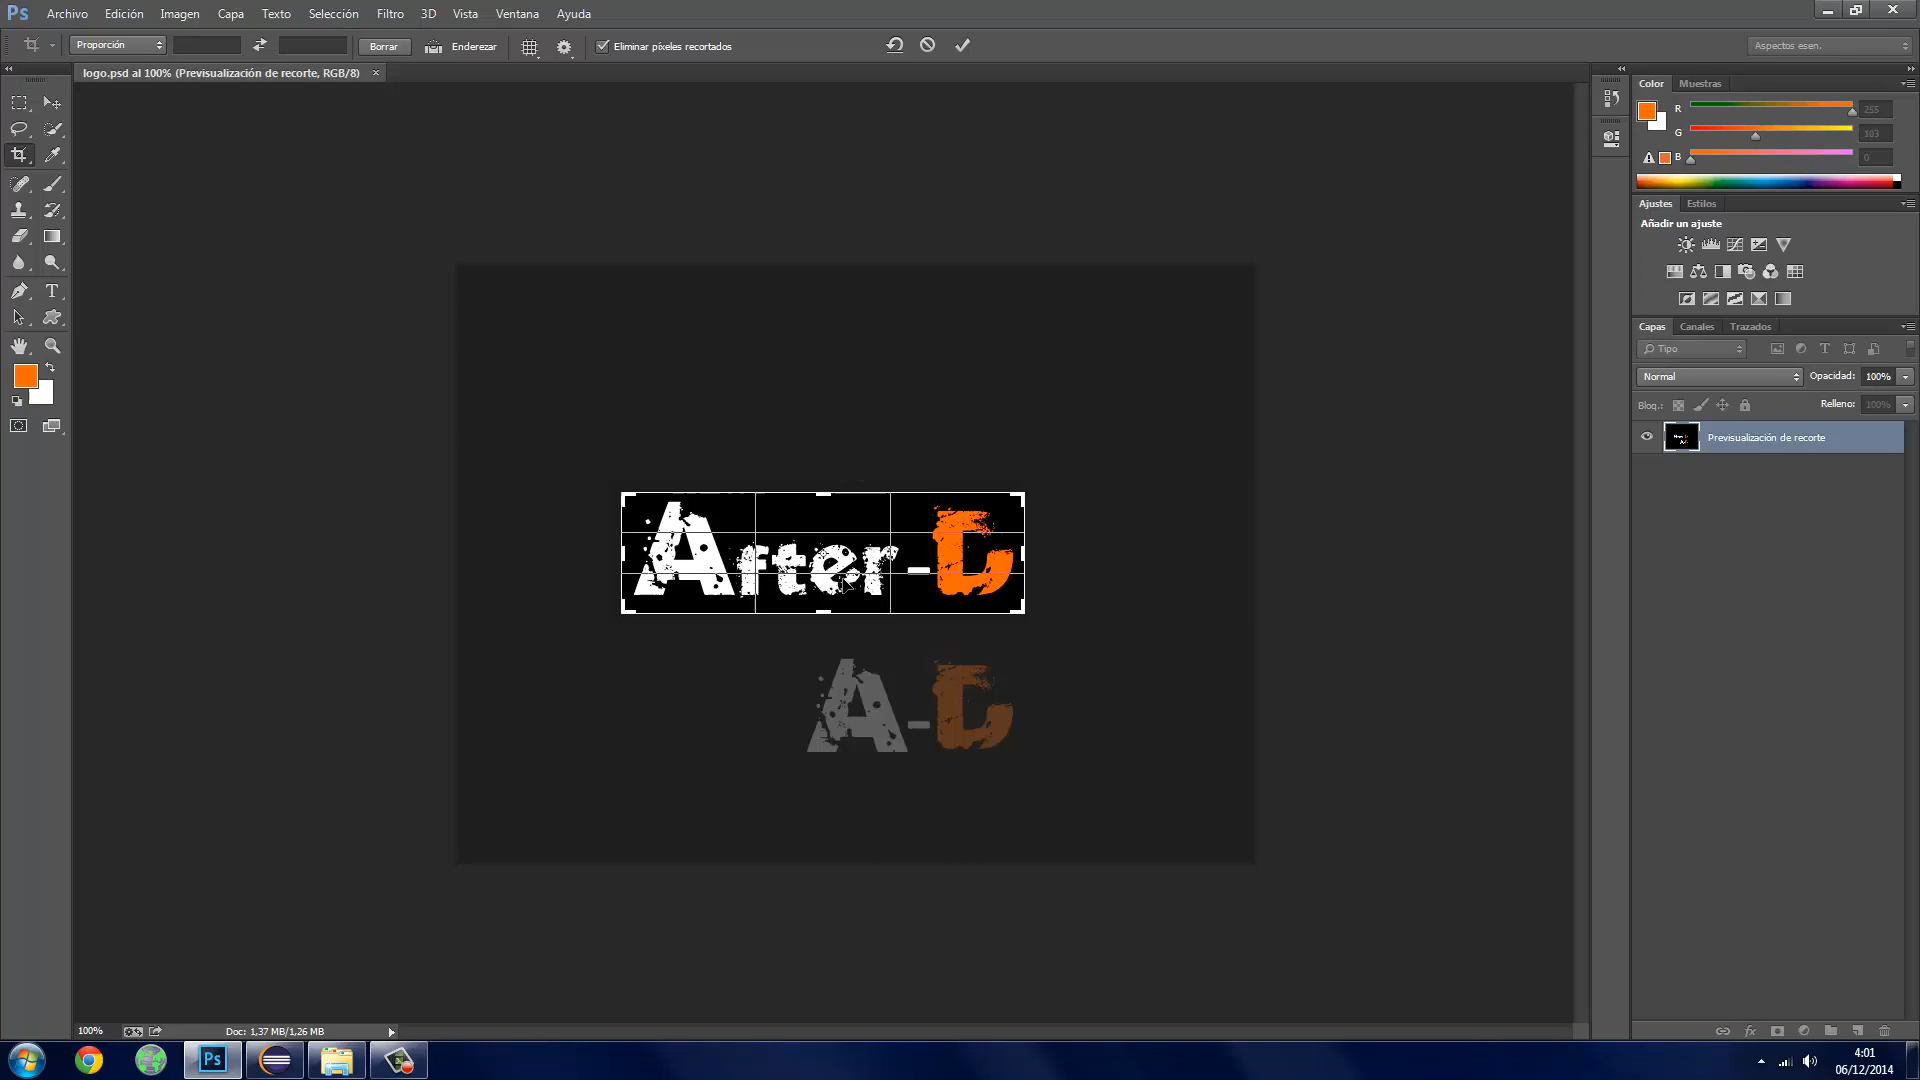 Ps Archivo Edición Imagen Capa Texto Selección Filtro 3D Vista Ventana Ayuda
Proporción Borrar Enderezar Eliminar píxeles recortados Aspectos esen.
logo.psd al 100% (Previsualización de recorte, RGB/8) ×
Color Muestras
R 255
G 103
B 0
Ajustes Estilos
Añadir un ajuste
Capas Canales Trazados
Tipo
Normal Opacidad: 100%
Bloq.: Relleno: 100%
Previsualización de recorte
After-D
A-D
100% Doc: 1,37 MB/1,26 MB
Ps
4:01
06/12/2014